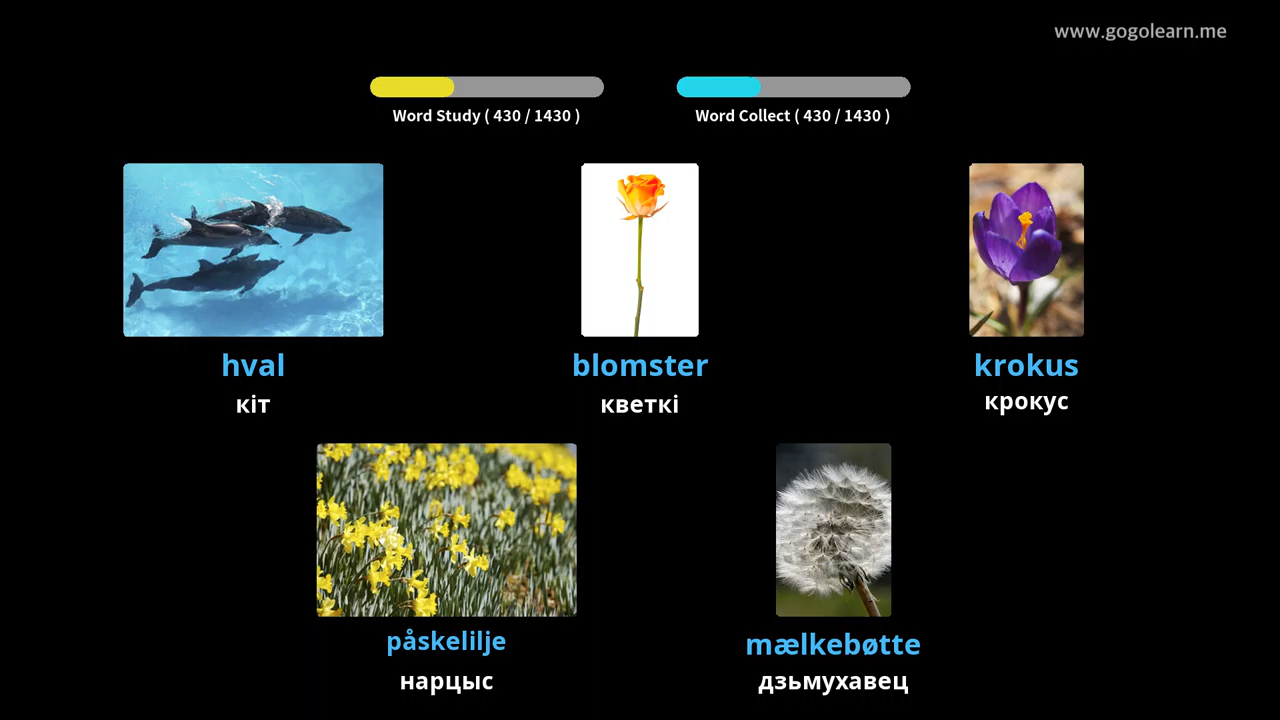 www.gogolearn.me
Word Study ( 430 / 1430 )
Word Collect ( 430 / 1430 )
hval
кіт
blomster
кветкі
krokus
крокус
påskelilje
нарцыс
mælkebøtte
дзьмухавец